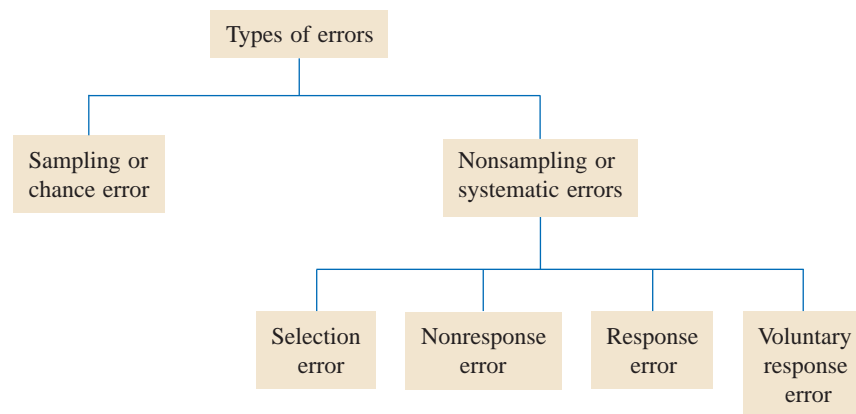 Types of errors
Sampling or
chance error
Nonsampling or
systematic errors
Selection
error
Nonresponse
error
Response
error
Voluntary
response
error